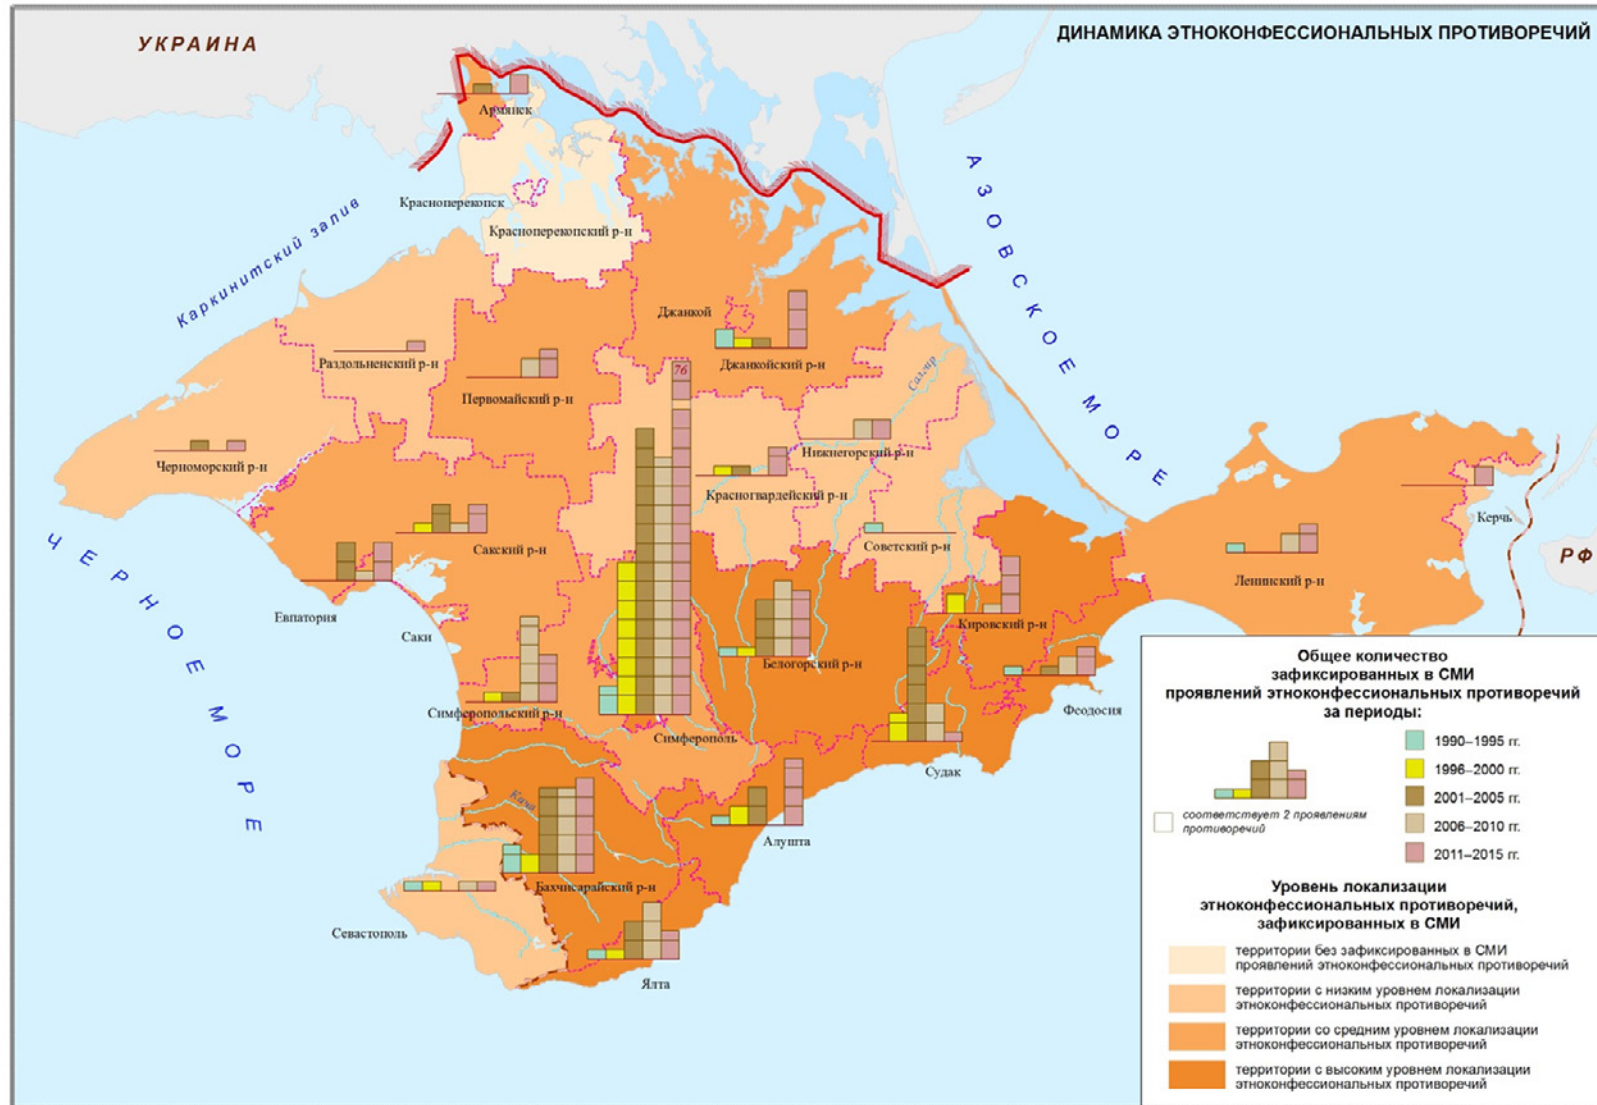 ДИНАМИКА ЭТНОКОНФЕССИОНАЛЬНЫХ ПРОТИВОРЕЧИЙ
УКРАИНА
Армянск
АЗОВСКОЕ МОРЕ
Красноперекопск
Красноперекопский р-н
Каркинитский залив
Джанкой
Джанкойский р-н
Раздольненский р-н
Первомайский р-н
76
Салгир
Черноморский р-н
Нижнегорский р-н
Красногвардейский р-н
Керчь
Сакский р-н
Советский р-н
Ленинский р-н
РФ
ЧЕРНОЕ МОРЕ
Евпатория
Саки
Кировский р-н
Белогорский р-н
Феодосия
Симферопольский р-н
Симферополь
Судак
Кача
Алушта
Бахчисарайский р-н
Севастополь
Ялта
Общее количество
зафиксированных в СМИ
проявлений этноконфессиональных противоречий
за периоды:
1990–1995 гг.
1996–2000 гг.
2001–2005 гг.
2006–2010 гг.
2011–2015 гг.
соответствует 2 проявлениям
противоречий
Уровень локализации
этноконфессиональных противоречий,
зафиксированных в СМИ
территории без зафиксированных в СМИ
проявлений этноконфессиональных противоречий
территории с низким уровнем локализации
этноконфессиональных противоречий
территории со средним уровнем локализации
этноконфессиональных противоречий
территории с высоким уровнем локализации
этноконфессиональных противоречий